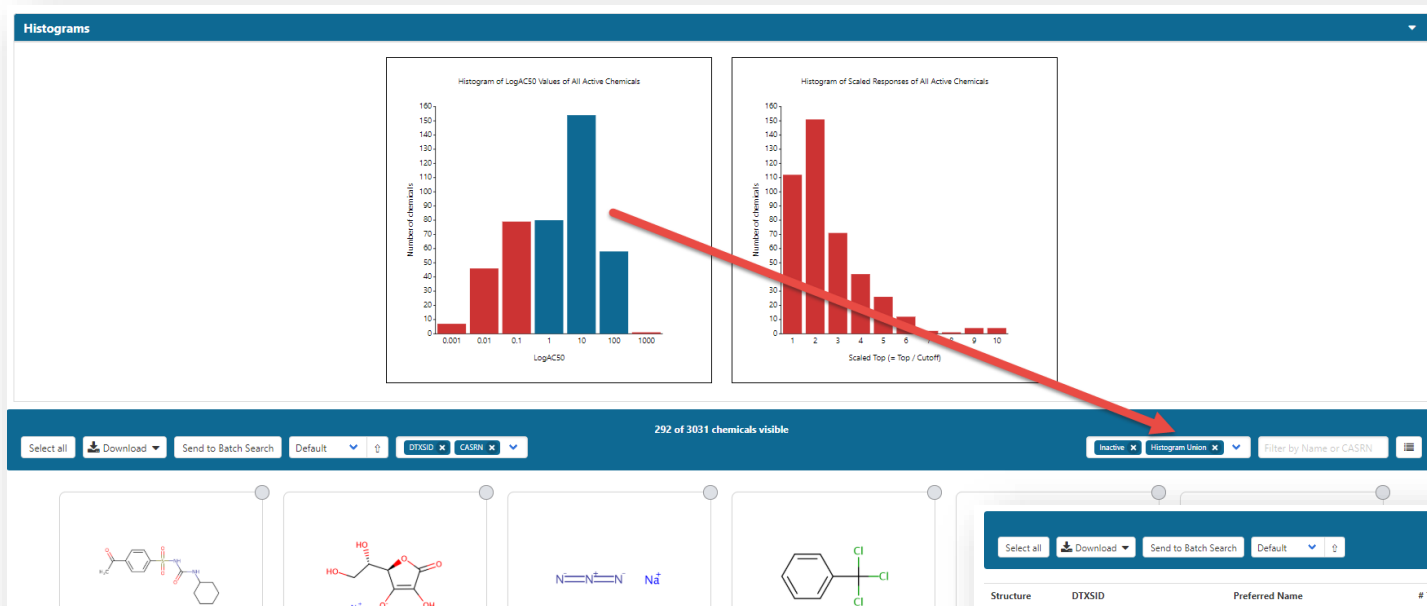 Histograms
Histogram of LogAC50 Values of All Active Chemicals
Number of chemicals
160
150
140
130
120
110
100
90
80
70
60
50
40
30
20
10
0
0.001 0.01 0.1 1 10 100 1000
LogAC50
Histogram of Scaled Responses of All Active Chemicals
Number of chemicals
160
150
140
130
120
110
100
90
80
70
60
50
40
30
20
10
0
1 2 3 4 5 6 9 10
Scaled Top (= Top / Cutoff)
292 of 3031 chemicals visible
Select all Download Send to Batch Search Default DTXSID CASRN Inactive Histogram Union Filter by Name or CASRN
HO
HO
O
O
OH
N N+ N- Na+
Cl
Cl
Cl
Select all Download Send to Batch Search Default
Structure DTXSID Preferred Name #